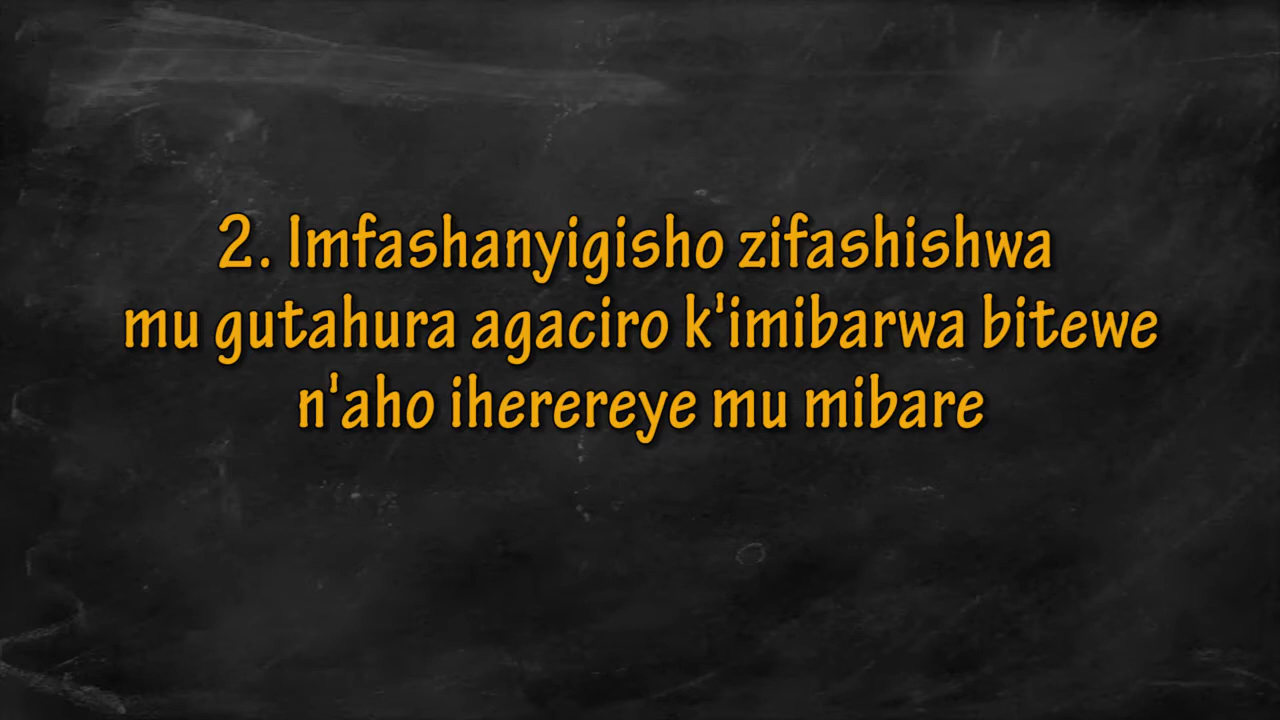 2. Imfashanyigisho zifashishwa
mu gutahura agaciro k'imibarwa bitewe
n'aho iherereye mu mibare